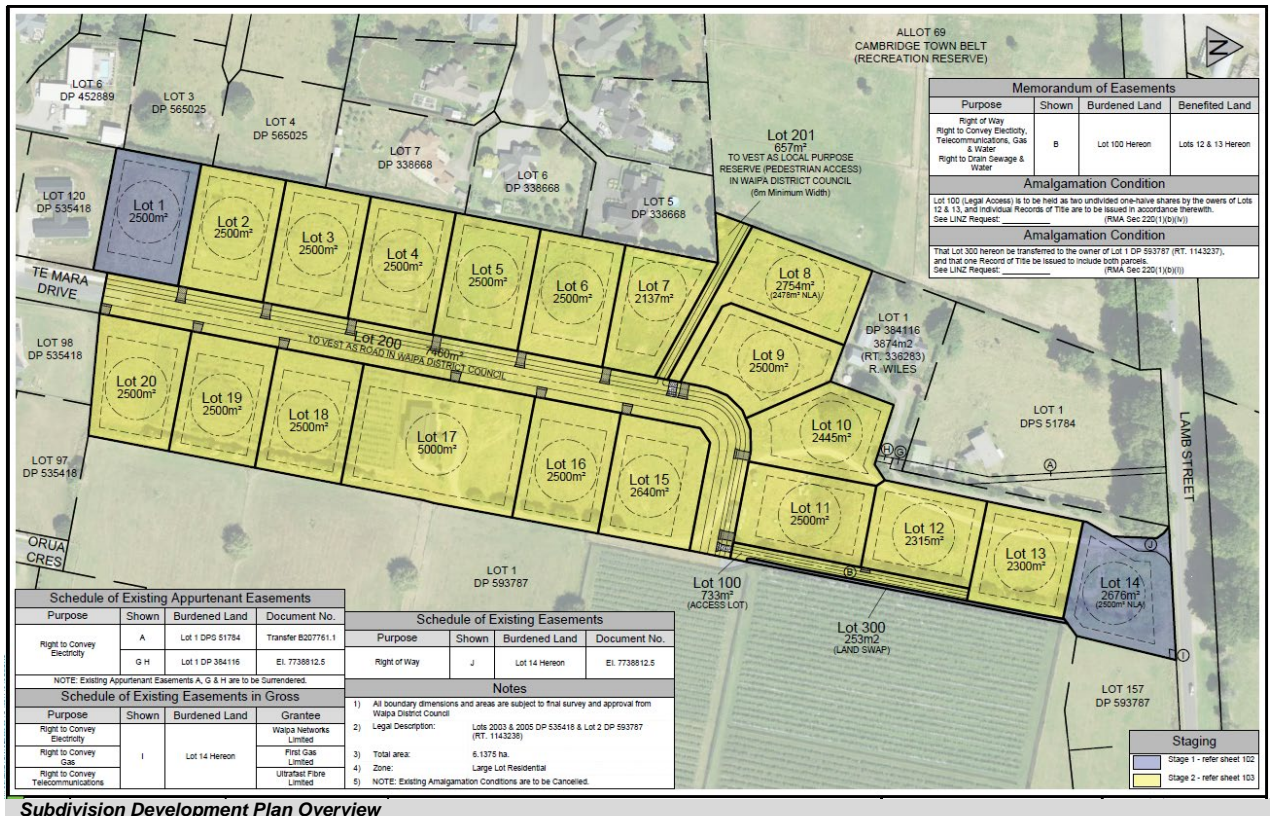 ALLOT 69
CAMBRIDGE TOWN BELT
(RECREATION RESERVE)
N
LOT 6
DP 452889
LOT 3
DP 565025
LOT 4
DP 565025
LOT 7
DP 338668
LOT 6
DP 338668
LOT 5
DP 338668
Lot 201
657m²
TO VEST AS LOCAL PURPOSE
RESERVE (PEDESTRIAN ACCESS)
IN WAIPA DISTRICT COUNCIL
(6m Minimum Width)
Memorandum of Easements
Purpose Shown Burdened Land Benefited Land
Right of Way
Right to Convey Electicity,
Telecommunications, Gas
& Water
Right to Drain Sewage &
Water
B Lot 100 Hereon Lots 12 & 13 Hereon
Amalgamation Condition
Lot 100 (Legal Access) is to be held as two undivided one-halve shares by the owers of Lots
12 & 13, and Individual Records of Title are to be issued in accordance therewith.
See LINZ Request: (RMA Sec 220(1)(b)(iv))
Amalgamation Condition
That Lot 300 hereon be transferred to the owner of Lot 1 DP 593787 (RT. 1143237),
and that one Record of Title be issued to include both parcels.
See LINZ Request: (RMA Sec 220(1)(b)(i))
LOT 120
DP 535418
Lot 1
2500m²
Lot 2
2500m²
Lot 3
2500m²
Lot 4
2500m²
Lot 5
2500m²
Lot 6
2500m²
Lot 7
2137m²
Lot 8
2754m²
(2478m² NLA)
Lot 9
2500m²
Lot 10
2445m²
LOT 1
DP 384116
3874m2
(RT. 336283)
R. WILES
LOT 1
DPS 51784
H G
A
LAMB STREET
TE MARA
DRIVE
Lot 200
7460m²
TO VEST AS ROAD IN WAIPA DISTRICT COUNCIL
LOT 98
DP 535418
Lot 20
2500m²
Lot 19
2500m²
Lot 18
2500m²
Lot 17
5000m²
Lot 16
2500m²
Lot 15
2640m²
Lot 11
2500m²
Lot 12
2315m²
Lot 13
2300m²
Lot 14
2676m²
(2500m² NLA)
J
I
B
LOT 97
DP 535418
ORUA
CRES
LOT 1
DP 593787
Lot 100
733m²
(ACCESS LOT)
Lot 300
253m2
(LAND SWAP)
LOT 157
DP 593787
Schedule of Existing Appurtenant Easements
Purpose Shown Burdened Land Document No.
Right to Convey
Electricity
A Lot 1 DPS 51784 Transfer B207761.1
G H Lot 1 DP 384116 EI. 7738812.5
NOTE: Existing Appurtenant Easements A, G & H are to be Surrendered.
Schedule of Existing Easements in Gross
Purpose Shown Burdened Land Grantee
Right to Convey
Electricity
Waipa Networks
Limited
Right to Convey
Gas
I Lot 14 Hereon
First Gas
Limited
Right to Convey
Telecommunications
Ultrafast Fibre
Limited
Schedule of Existing Easements
Purpose Shown Burdened Land Document No.
Right of Way J Lot 14 Hereon EI. 7738812.5
Notes
1) All boundary dimensions and areas are subject to final survey and approval from
Waipa District Council
2) Legal Description: Lots 2003 & 2005 DP 535418 & Lot 2 DP 593787
(RT. 1143238)
3) Total area: 6.1375 ha.
4) Zone: Large Lot Residential
5) NOTE: Existing Amalgamation Conditions are to be Cancelled.
Staging
Stage 1 - refer sheet 102
Stage 2 - refer sheet 103
Subdivision Development Plan Overview